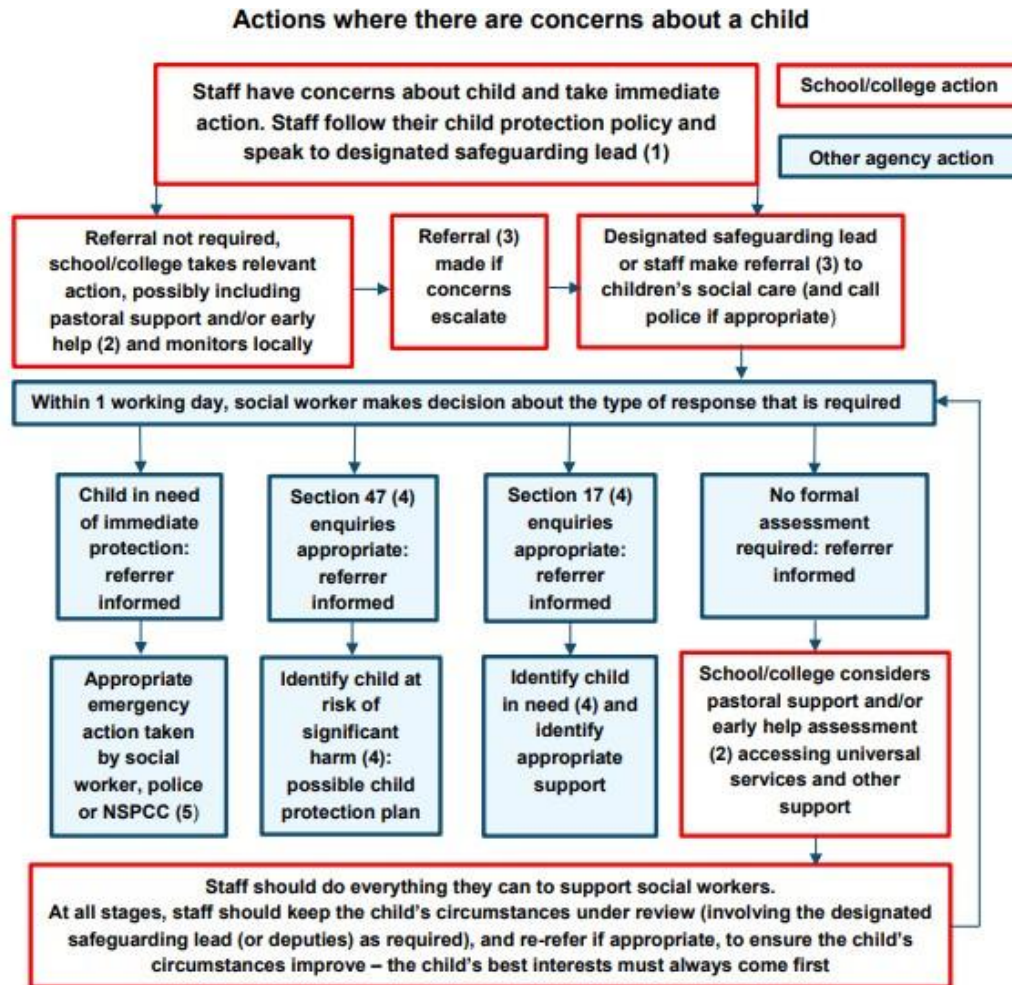 Actions where there are concerns about a child
Staff have concerns about child and take immediate
action. Staff follow their child protection policy and
speak to designated safeguarding lead (1)
School/college action
Other agency action
Referral not required,
school/college takes relevant
action, possibly including
pastoral support and/or early
help (2) and monitors locally
Referral (3)
made if
concerns
escalate
Designated safeguarding lead
or staff make referral (3) to
children’s social care (and call
police if appropriate)
Within 1 working day, social worker makes decision about the type of response that is required
Child in need
of immediate
protection:
referrer
informed
Section 47 (4)
enquiries
appropriate:
referrer
informed
Section 17 (4)
enquiries
appropriate:
referrer
informed
No formal
assessment
required: referrer
informed
Appropriate
emergency
action taken
by social
worker, police
or NSPCC (5)
Identify child at
risk of
significant
harm (4):
possible child
protection plan
Identify child
in need (4) and
identify
appropriate
support
School/college considers
pastoral support and/or
early help assessment
(2) accessing universal
services and other
support
Staff should do everything they can to support social workers.
At all stages, staff should keep the child’s circumstances under review (involving the designated
safeguarding lead (or deputies) as required), and re-refer if appropriate, to ensure the child’s
circumstances improve – the child’s best interests must always come first